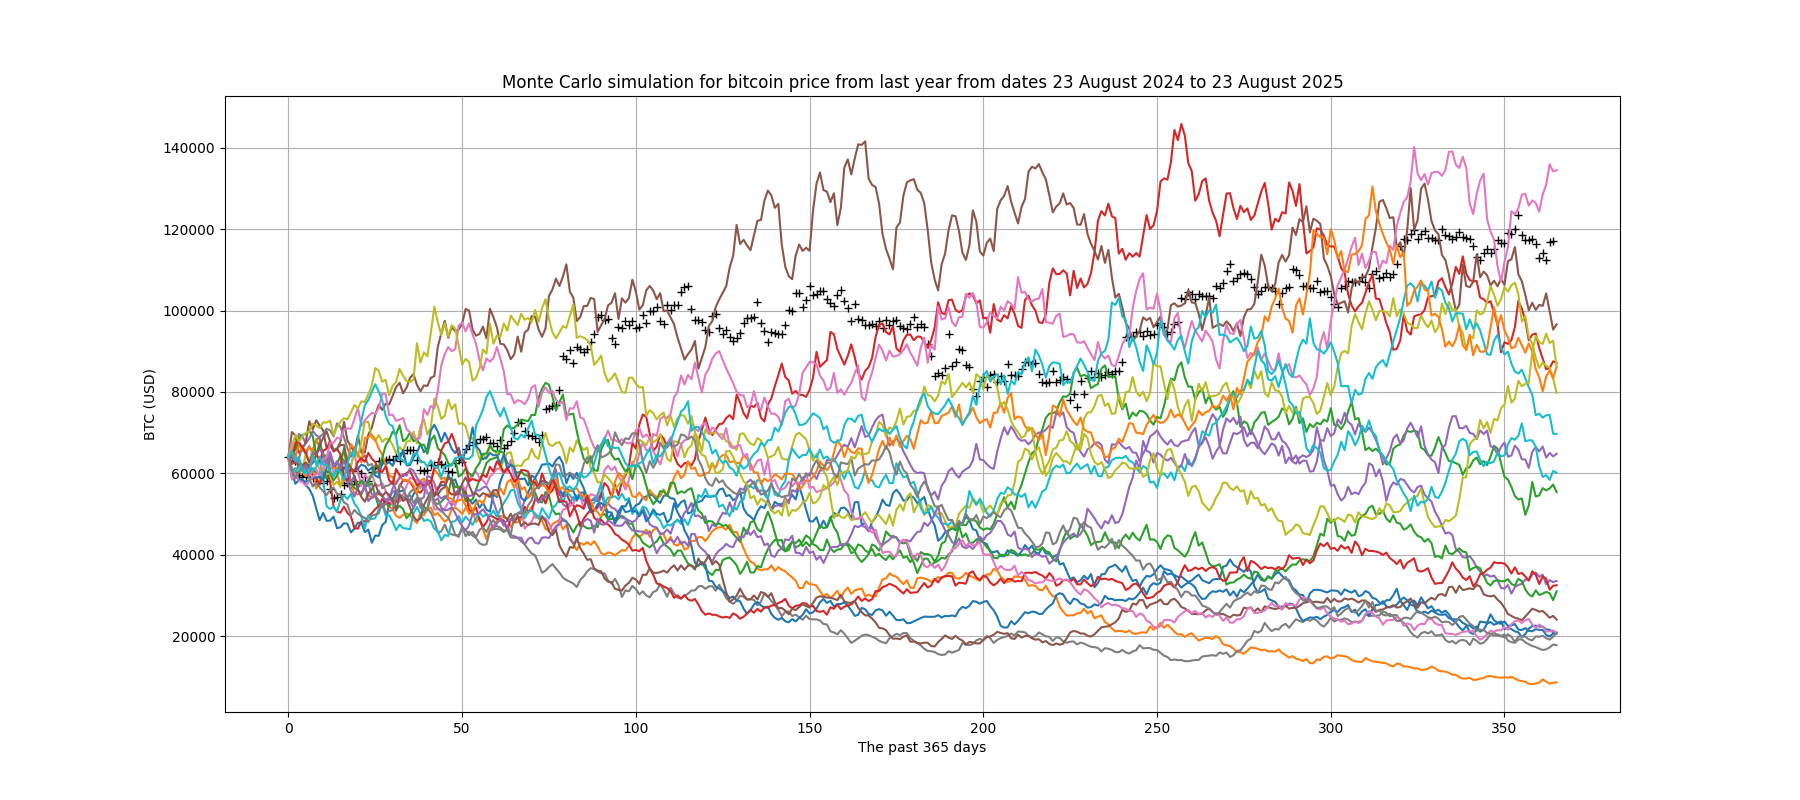 Monte Carlo simulation for bitcoin price from last year from dates 23 August 2024 to 23 August 2025
BTC (USD)
140000
120000
100000
80000
60000
40000
20000
0 50 100 150 200 250 300 350
The past 365 days